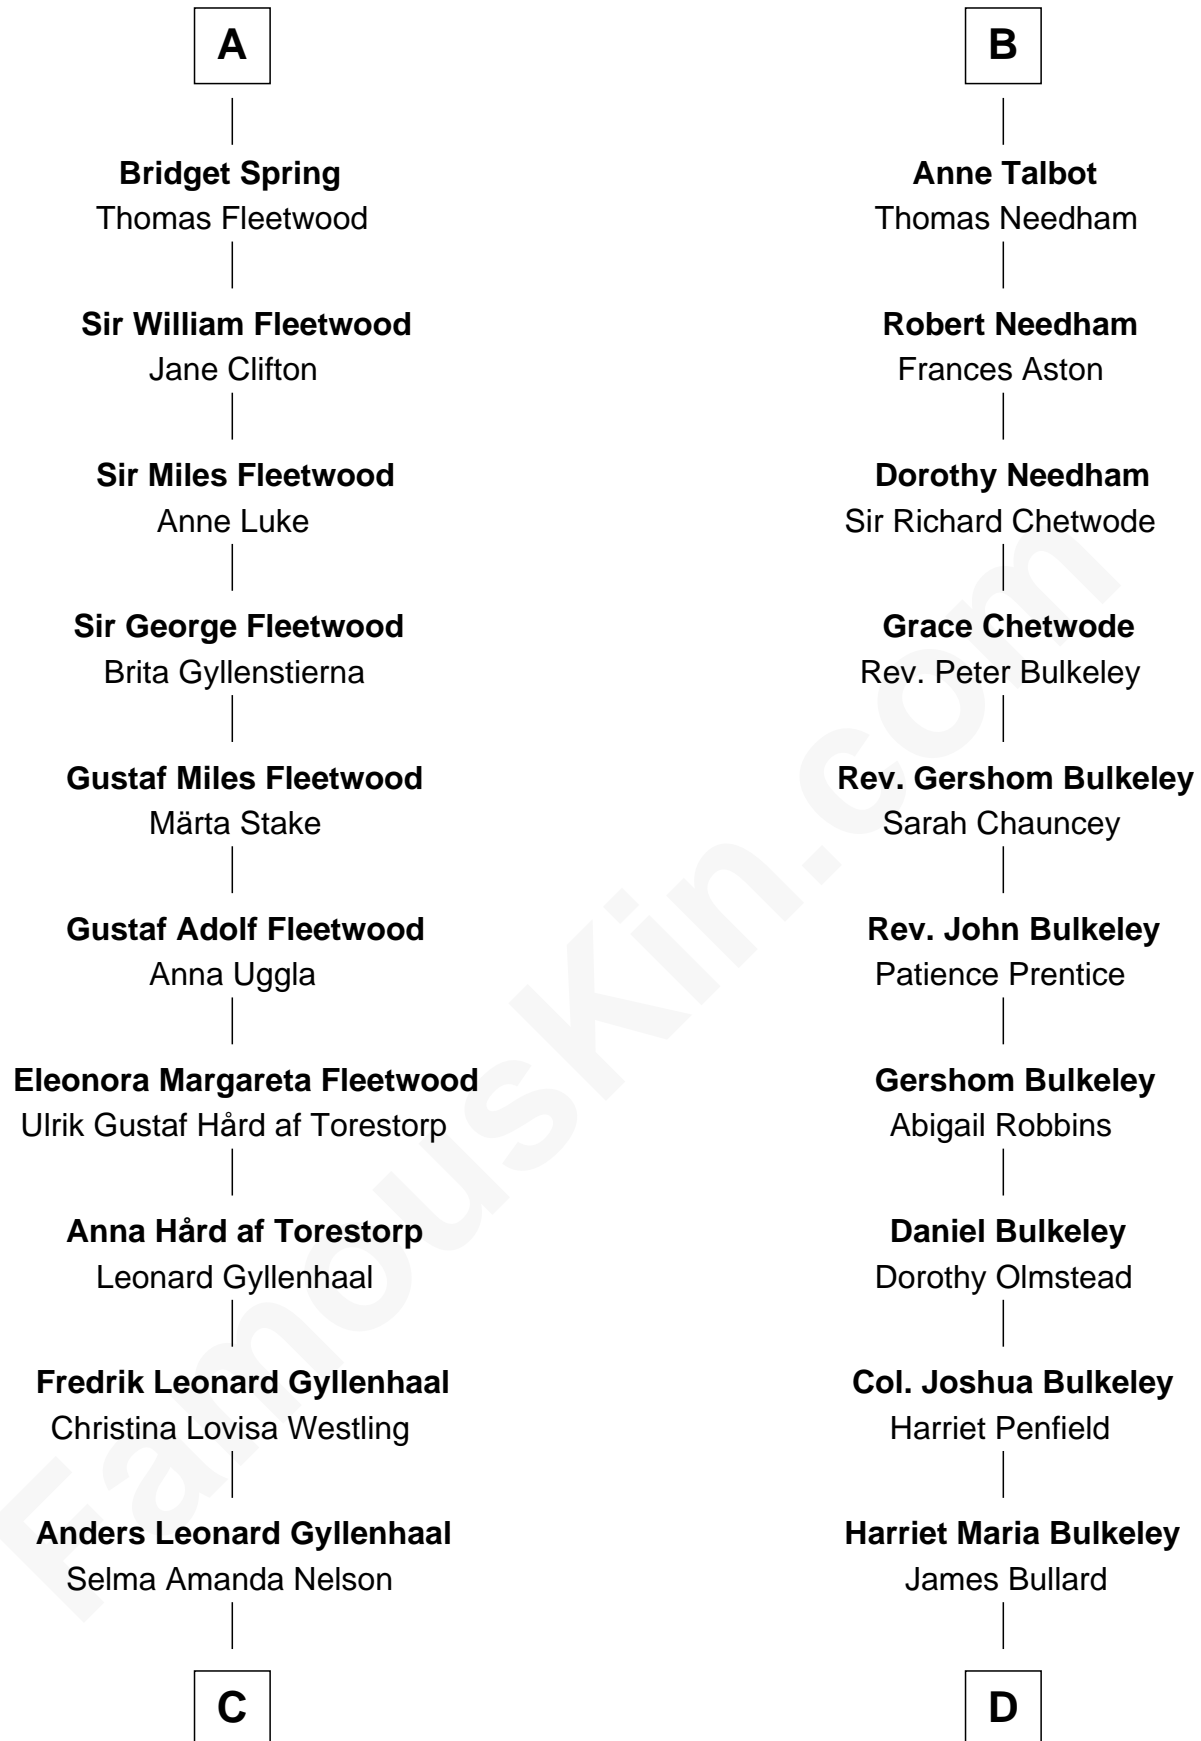 A
Bridget Spring
Thomas Fleetwood
Sir William Fleetwood
Jane Clifton
Sir Miles Fleetwood
Anne Luke
Sir George Fleetwood
Brita Gyllenstierna
Gustaf Miles Fleetwood
Märta Stake
Gustaf Adolf Fleetwood
Anna Uggla
Eleonora Margareta Fleetwood
Ulrik Gustaf Hård af Torestorp
Anna Hård af Torestorp
Leonard Gyllenhaal
Fredrik Leonard Gyllenhaal
Christina Lovisa Westling
Anders Leonard Gyllenhaal
Selma Amanda Nelson
C
B
Anne Talbot
Thomas Needham
Robert Needham
Frances Aston
Dorothy Needham
Sir Richard Chetwode
Grace Chetwode
Rev. Peter Bulkeley
Rev. Gershom Bulkeley
Sarah Chauncey
Rev. John Bulkeley
Patience Prentice
Gershom Bulkeley
Abigail Robbins
Daniel Bulkeley
Dorothy Olmstead
Col. Joshua Bulkeley
Harriet Penfield
Harriet Maria Bulkeley
James Bullard
D
FamousKin.com